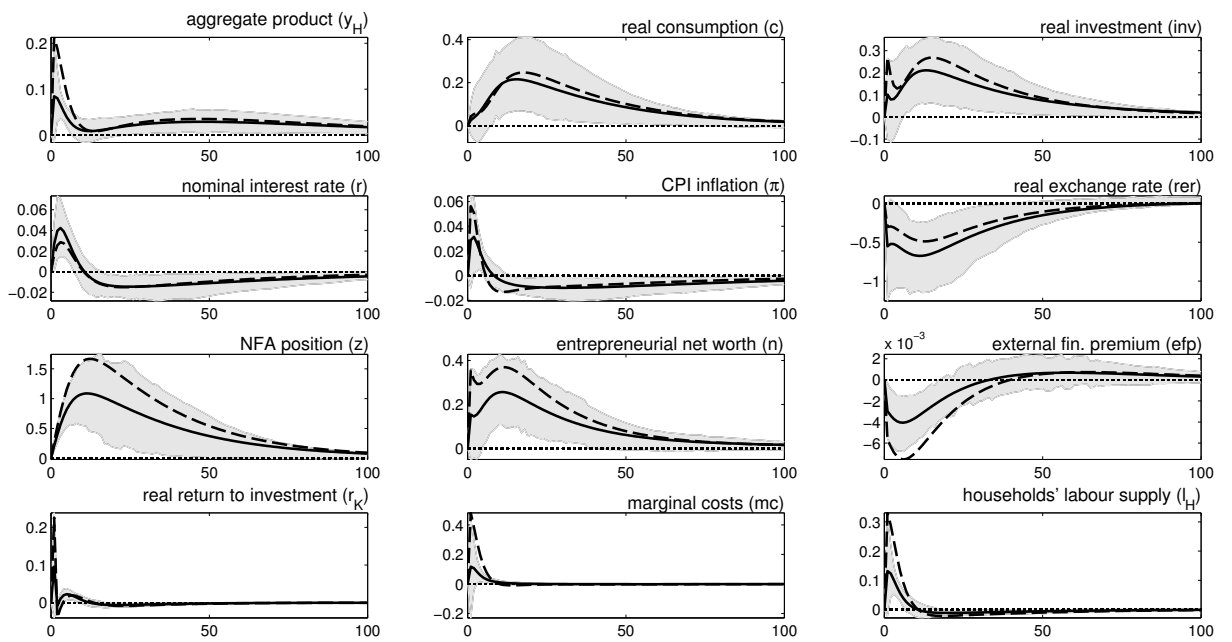 aggregate product (y_H)
0.2
0.1
0
0 50 100
real consumption (c)
0.4
0.2
0
0 50 100
real investment (inv)
0.3
0.2
0.1
0
−0.1
0 50 100
nominal interest rate (r)
0.06
0.04
0.02
0
−0.02
0 50 100
CPI inflation (π)
0.06
0.04
0.02
0
−0.02
0 50 100
real exchange rate (rer)
0
−0.5
−1
0 50 100
NFA position (z)
1.5
1
0.5
0
0 50 100
entrepreneurial net worth (n)
0.4
0.2
0
0 50 100
external fin. premium (efp)
x 10⁻³
2
0
−2
−4
−6
0 50 100
real return to investment (r_K)
0.2
0.1
0
0 50 100
marginal costs (mc)
0.4
0.2
0
−0.2
0 50 100
households' labour supply (l_H)
0.3
0.2
0.1
0
0 50 100